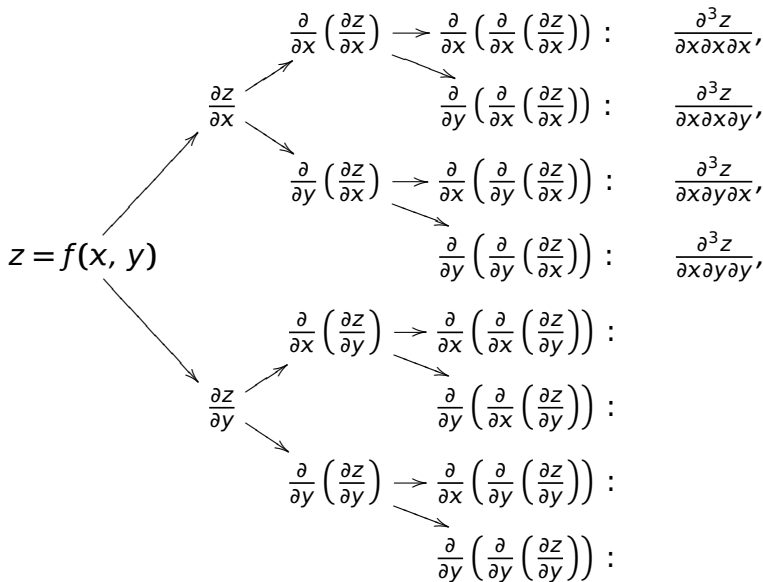 ∂/∂x (∂z/∂x) → ∂/∂x (∂/∂x (∂z/∂x)) : ∂³z/∂x∂x∂x,
∂z/∂x ∂/∂y (∂/∂x (∂z/∂x)) : ∂³z/∂x∂x∂y,
∂/∂y (∂z/∂x) → ∂/∂x (∂/∂y (∂z/∂x)) : ∂³z/∂x∂y∂x,
z = f(x, y) ∂/∂y (∂/∂y (∂z/∂x)) : ∂³z/∂x∂y∂y,
∂/∂x (∂z/∂y) → ∂/∂x (∂/∂x (∂z/∂y)) :
∂z/∂y ∂/∂y (∂/∂x (∂z/∂y)) :
∂/∂y (∂z/∂y) → ∂/∂x (∂/∂y (∂z/∂y)) :
∂/∂y (∂/∂y (∂z/∂y)) :